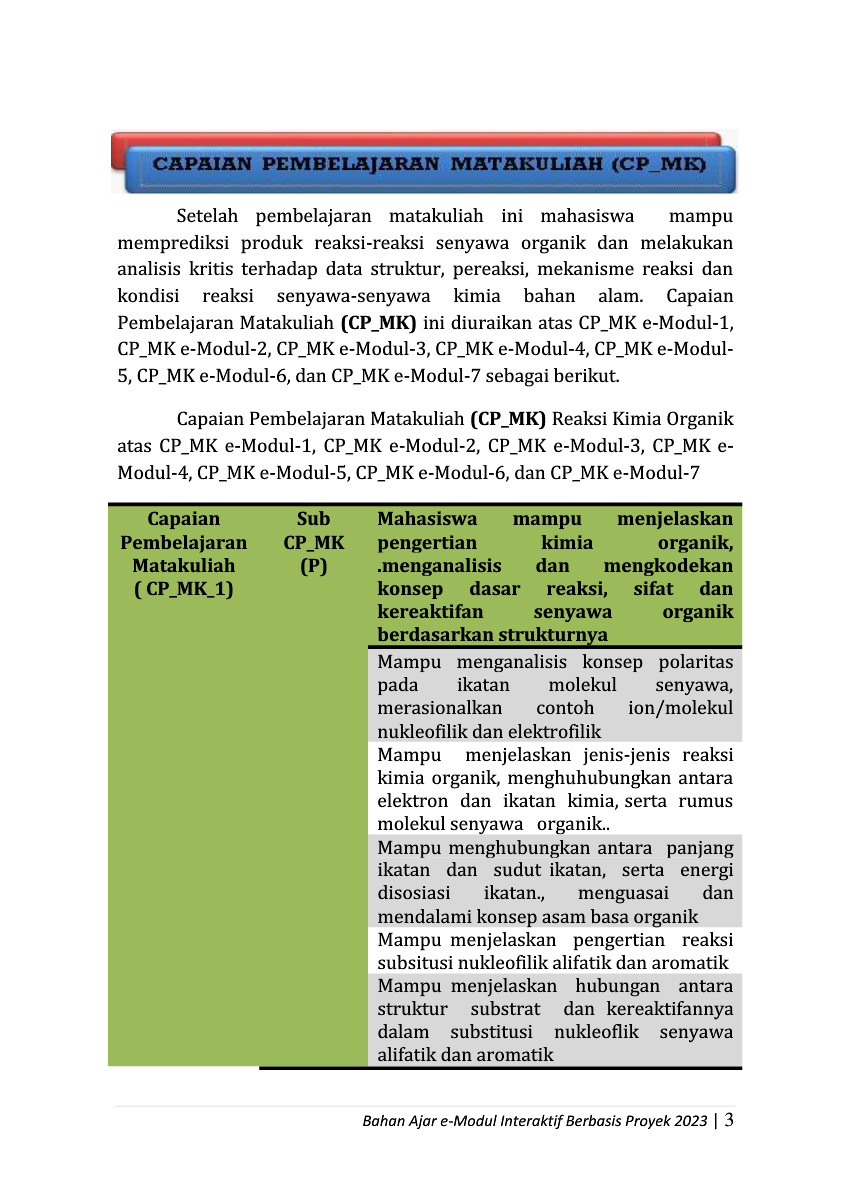 CAPAIAN PEMBELAJARAN MATAKULIAH (CP_MK)
Setelah pembelajaran matakuliah ini mahasiswa mampu
memprediksi produk reaksi-reaksi senyawa organik dan melakukan
analisis kritis terhadap data struktur, pereaksi, mekanisme reaksi dan
kondisi reaksi senyawa-senyawa kimia bahan alam. Capaian
Pembelajaran Matakuliah (CP_MK) ini diuraikan atas CP_MK e-Modul-1,
CP_MK e-Modul-2, CP_MK e-Modul-3, CP_MK e-Modul-4, CP_MK e-Modul-
5, CP_MK e-Modul-6, dan CP_MK e-Modul-7 sebagai berikut.
Capaian Pembelajaran Matakuliah (CP_MK) Reaksi Kimia Organik
atas CP_MK e-Modul-1, CP_MK e-Modul-2, CP_MK e-Modul-3, CP_MK e-
Modul-4, CP_MK e-Modul-5, CP_MK e-Modul-6, dan CP_MK e-Modul-7
Capaian
Pembelajaran
Matakuliah
( CP_MK_1)
Sub
CP_MK
(P)
Mahasiswa mampu menjelaskan
pengertian kimia organik,
.menganalisis dan mengkodekan
konsep dasar reaksi, sifat dan
kereaktifan senyawa organik
berdasarkan strukturnya
Mampu menganalisis konsep polaritas
pada ikatan molekul senyawa,
merasionalkan contoh ion/molekul
nukleofilik dan elektrofilik
Mampu menjelaskan jenis-jenis reaksi
kimia organik, menghuhubungkan antara
elektron dan ikatan kimia, serta rumus
molekul senyawa organik..
Mampu menghubungkan antara panjang
ikatan dan sudut ikatan, serta energi
disosiasi ikatan., menguasai dan
mendalami konsep asam basa organik
Mampu menjelaskan pengertian reaksi
subsitusi nukleofilik alifatik dan aromatik
Mampu menjelaskan hubungan antara
struktur substrat dan kereaktifannya
dalam substitusi nukleoflik senyawa
alifatik dan aromatik
Bahan Ajar e-Modul Interaktif Berbasis Proyek 2023 | 3